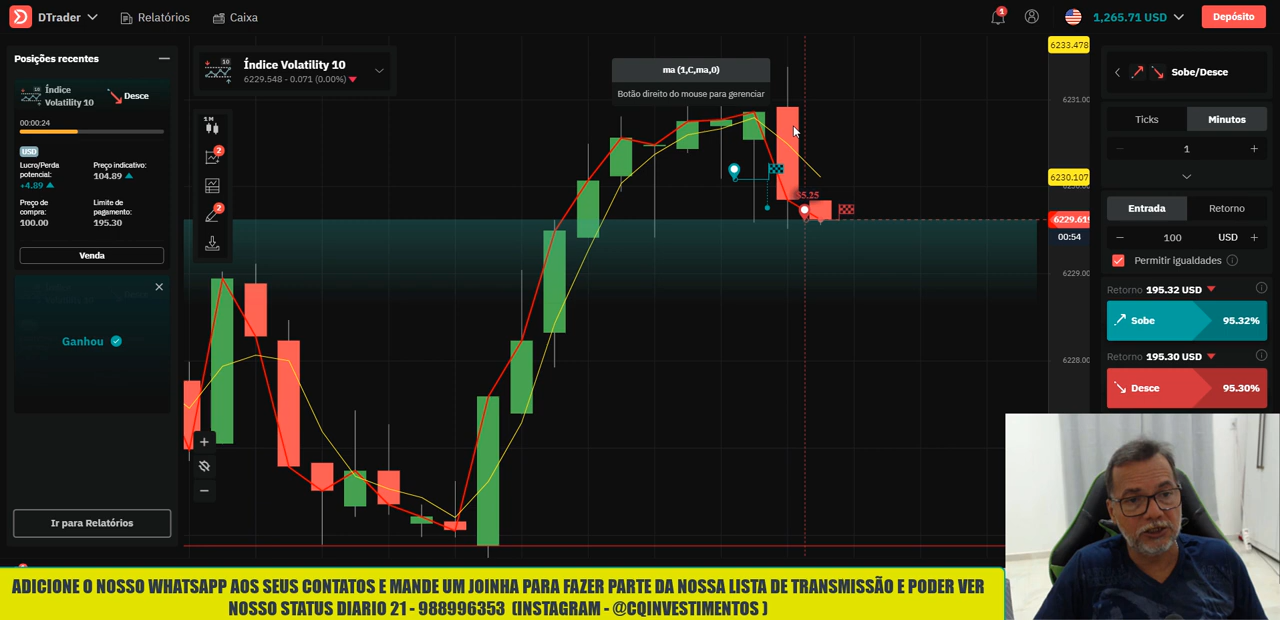 DTrader
Relatórios
Caixa
1
1,265.71 USD
Depósito
Posições recentes
Índice
Volatility 10
Desce
00:00:24
USD
Lucro/Perda
potencial:
+4.89
Preço indicativo:
104.89
Preço de
compra:
100.00
Limite de
pagamento:
195.30
Venda
Ganhou
Ir para Relatórios
10
Índice Volatility 10
6229.548 - 0.071 (0.00%)
1M
2
2
ma (1,C,ma,0)
Botão direito do mouse para gerenciar
6233.478
6231.00
6230.107
6229.619
00:54
6229.00
6228.00
Sobe/Desce
Ticks
Minutos
1
Entrada
Retorno
100
USD
Permitir igualdades
Retorno 195.32 USD
Sobe
95.32%
Retorno 195.30 USD
Desce
95.30%
ADICIONE O NOSSO WHATSAPP AOS SEUS CONTATOS E MANDE UM JOINHA PARA FAZER PARTE DA NOSSA LISTA DE TRANSMISSÃO E PODER VER
NOSSO STATUS DIARIO 21 - 988996353 (INSTAGRAM - @CQINVESTIMENTOS )